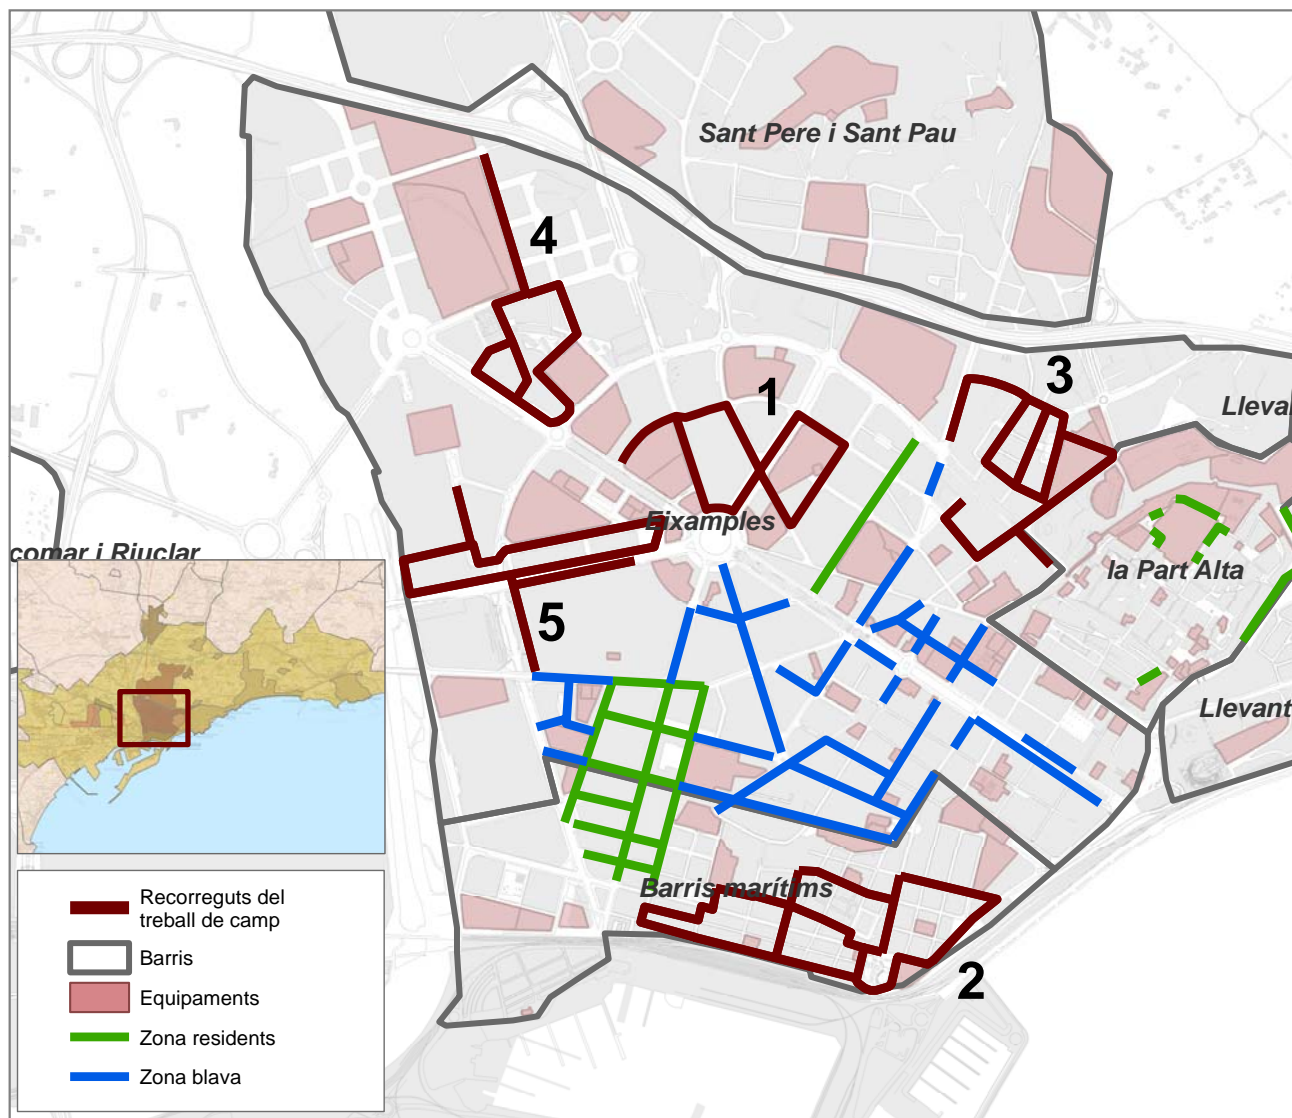 Sant Pere i Sant Pau
4
1
3
Lleva
Eixamples
comar i Riuclar
la Part Alta
5
Llevant
Barris marítims
2
Recorreguts del
treball de camp
Barris
Equipaments
Zona residents
Zona blava